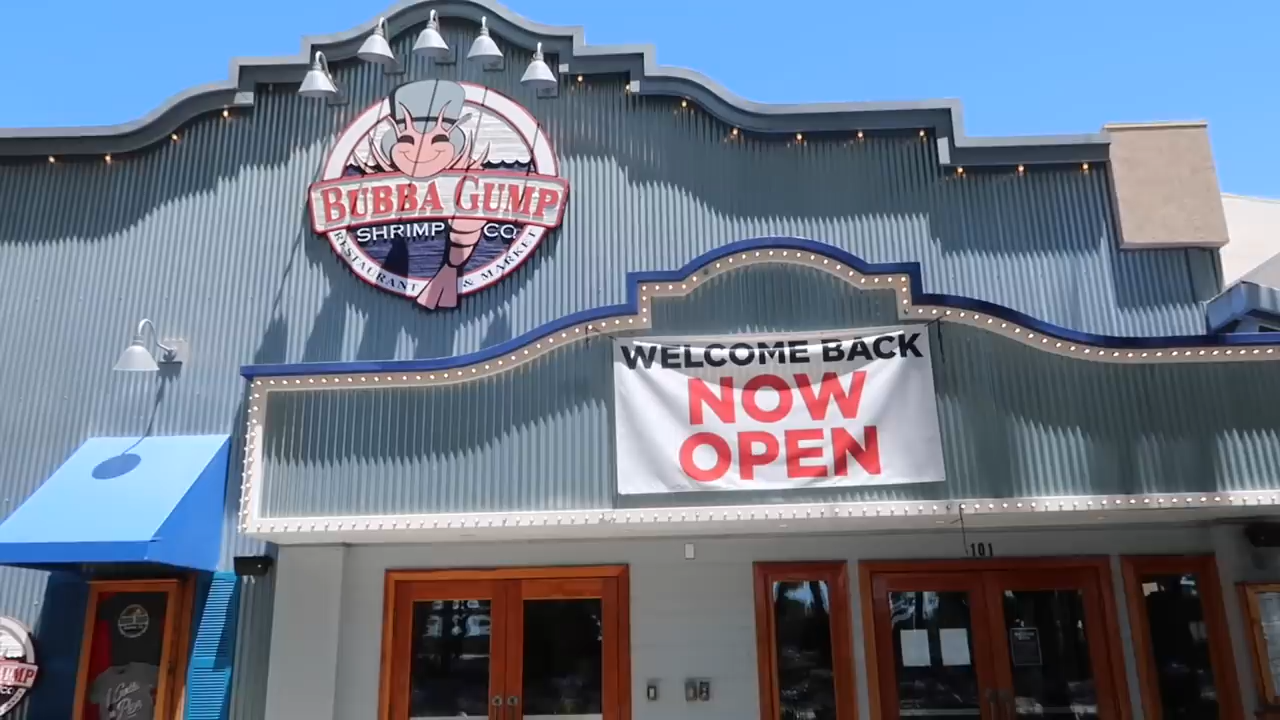 BUBBA GUMP
SHRIMP CO
RESTAURANT & MARKET
WELCOME BACK
NOW
OPEN
101